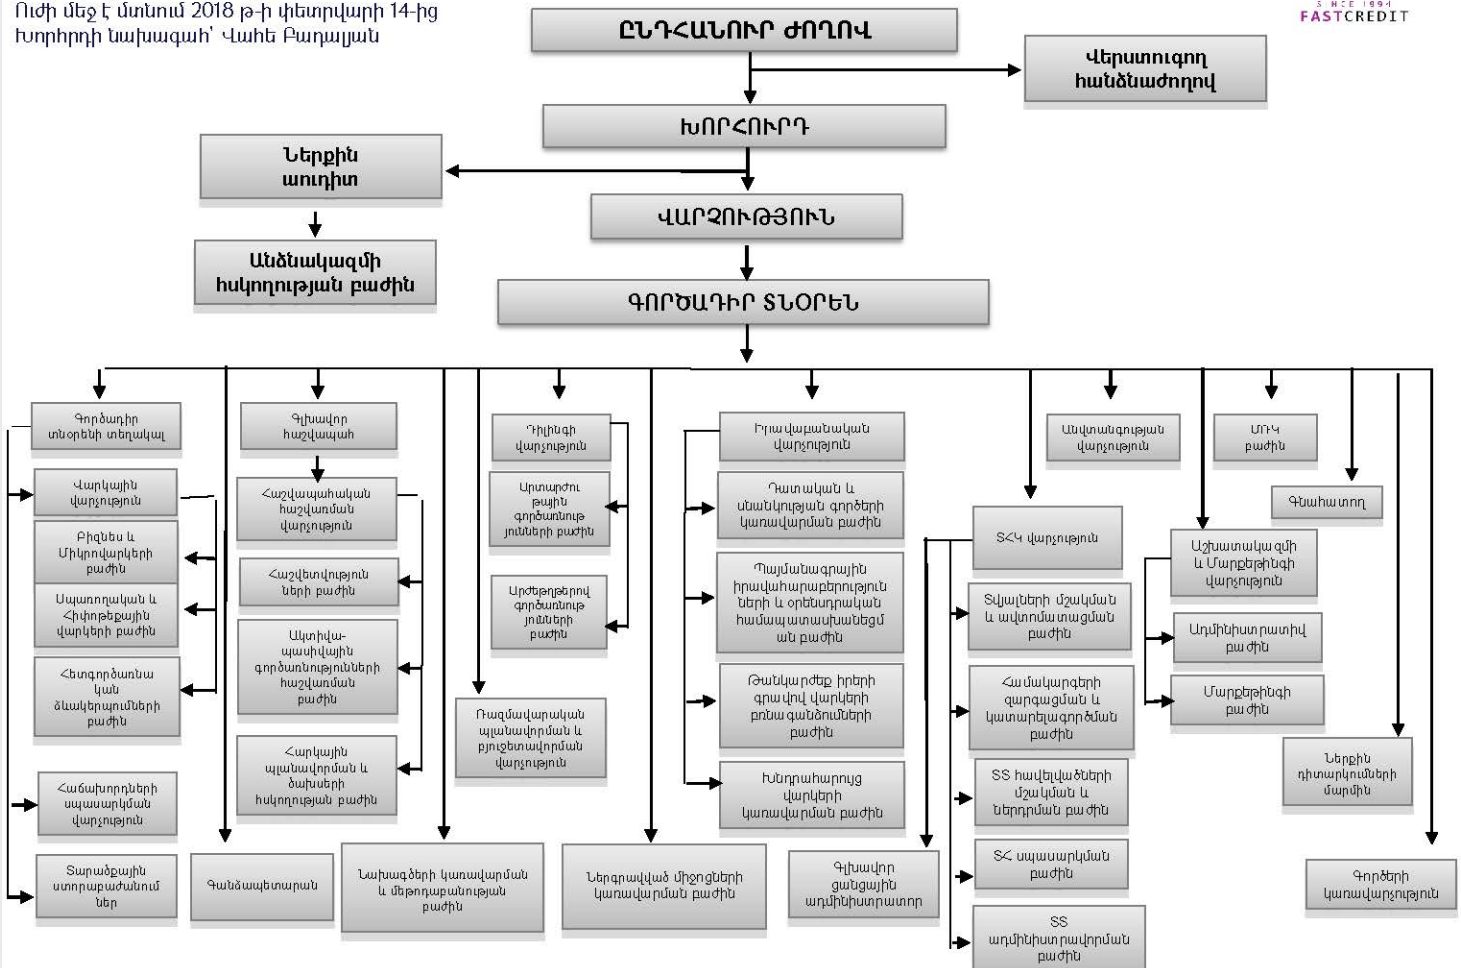 Ուժի մեջ է մտնում 2018 թ-ի փետրվարի 14-ից
Խորհրդի նախագահ՝ Վահե Բադալյան
SINCE 1994
FASTCREDIT
ԸՆԴՀԱՆՈՒՐ ԺՈՂՈՎ
Վերստուգող
հանձնաժողով
ԽՈՐՀՈՒՐԴ
Ներքին
աուդիտ
ՎԱՐՉՈՒԹՅՈՒՆ
Անձնակազմի
հսկողության բաժին
ԳՈՐԾԱԴԻՐ ՏՆՕՐԵՆ
Գործադիր
տնօրենի տեղակալ
Վարկային
վարչություն
Բիզնես և
Միկրովարկերի
բաժին
Սպառողական և
Հիփոթեքային
վարկերի բաժին
Հետգործառնա
կան
ձևակերպումների
բաժին
Հաճախորդների
սպասարկման
վարչություն
Տարածքային
ստորաբաժանում
ներ
Գանձապետարան
Գլխավոր
հաշվապահ
Հաշվապահական
հաշվառման
վարչություն
Հաշվետվություն
ների բաժին
Ակտիվա-
պասիվային
գործառնությունների
հաշվառման
բաժին
Հարկային
պլանավորման և
ծախսերի
հսկողության բաժին
Նախագծերի կառավարման
և մեթոդաբանության
բաժին
Ռազմավարական
պլանավորման և
բյուջետավորման
վարչություն
Դիլինգի
վարչություն
Արտարժու
թային
գործառնութ
յունների բաժին
Արժեթղթերով
գործառնութ
յունների
բաժին
Ներգրավված միջոցների
կառավարման բաժին
Իրավաբանական
վարչություն
Դատական և
սնանկության գործերի
կառավարման բաժին
Պայմանագրային
իրավահարաբերություն
ների և օրենսդրական
համապատասխանեցմ
ան բաժին
Թանկարժեք իրերի
գրավով վարկերի
բռնագանձումների
բաժին
Խնդրահարույց
վարկերի
կառավարման բաժին
Գլխավոր
ցանցային
ադմինիստրատոր
ՏՀԿ վարչություն
Տվյալների մշակման
և ավտոմատացման
բաժին
Համակարգերի
զարգացման և
կատարելագործման
բաժին
ՏՏ հավելվածների
մշակման և
ներդրման բաժին
ՏՀ սպասարկման
բաժին
ՏՏ
ադմինիստրավորման
բաժին
Անվտանգության
վարչություն
Աշխատակազմի
և Մարքեթինգի
վարչություն
Ադմինիստրատիվ
բաժին
Մարքեթինգի
բաժին
ՄՌԿ
բաժին
Գնահատող
Ներքին
դիտարկումների
մարմին
Գործերի
կառավարչություն